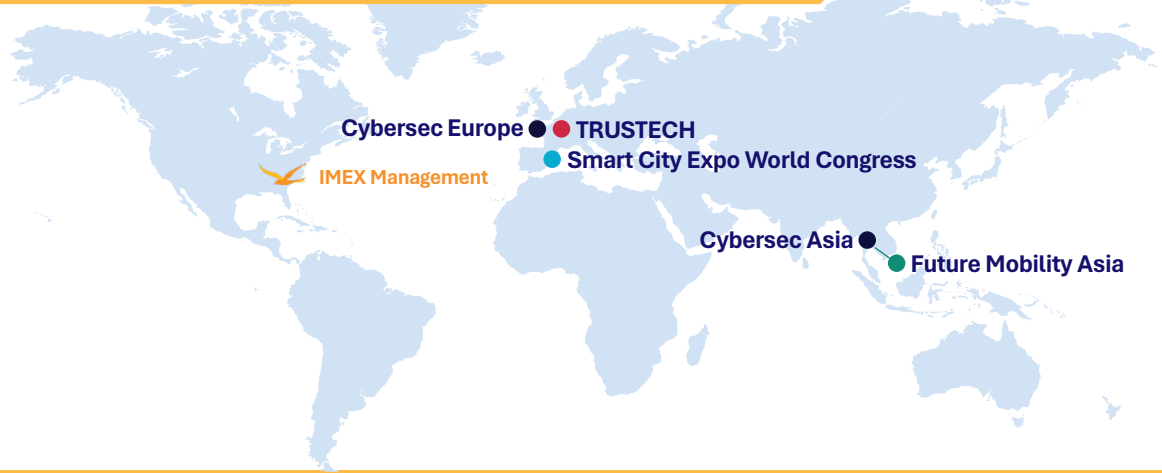 Cybersec Europe
TRUSTECH
Smart City Expo World Congress
IMEX Management
Cybersec Asia
Future Mobility Asia